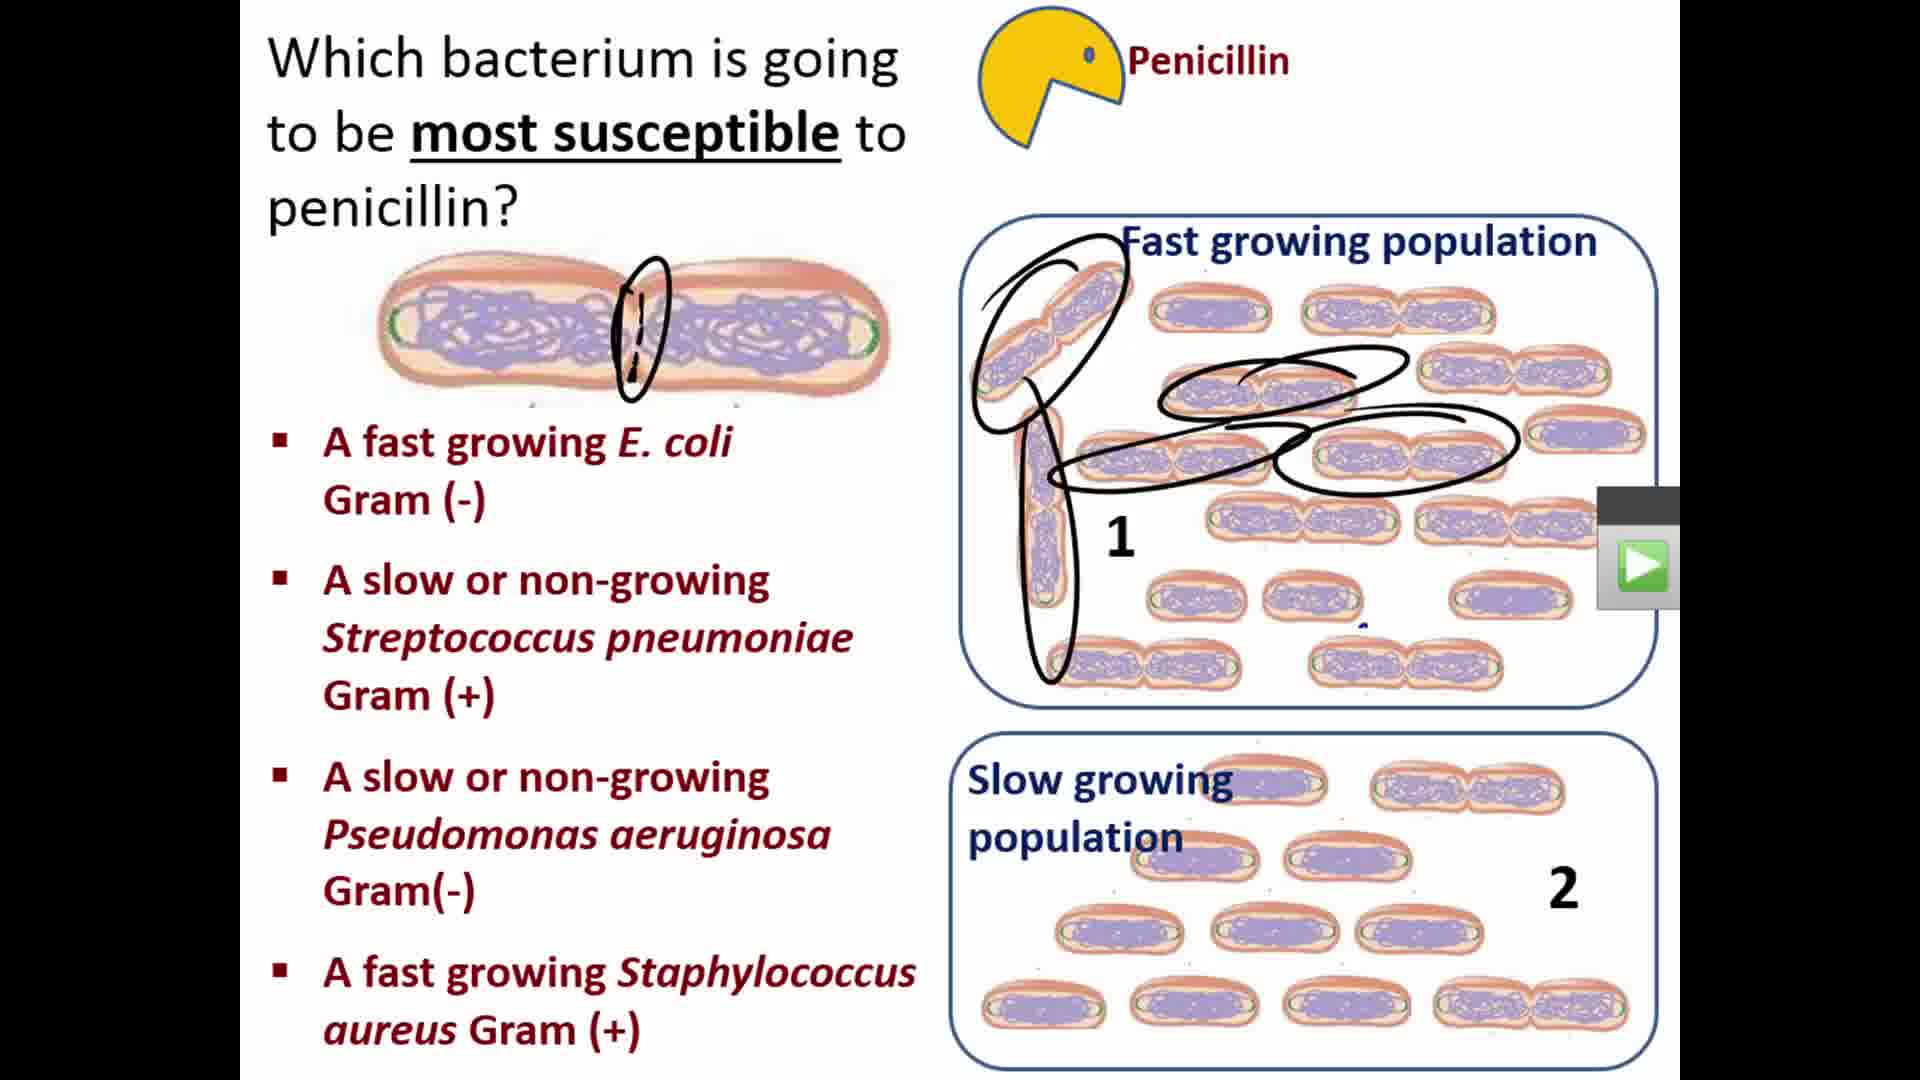 Which bacterium is going
to be most susceptible to
penicillin?
Penicillin
Fast growing population
1
▪ A fast growing E. coli
Gram (-)
▪ A slow or non-growing
Streptococcus pneumoniae
Gram (+)
▪ A slow or non-growing
Pseudomonas aeruginosa
Gram(-)
▪ A fast growing Staphylococcus
aureus Gram (+)
Slow growing
population
2